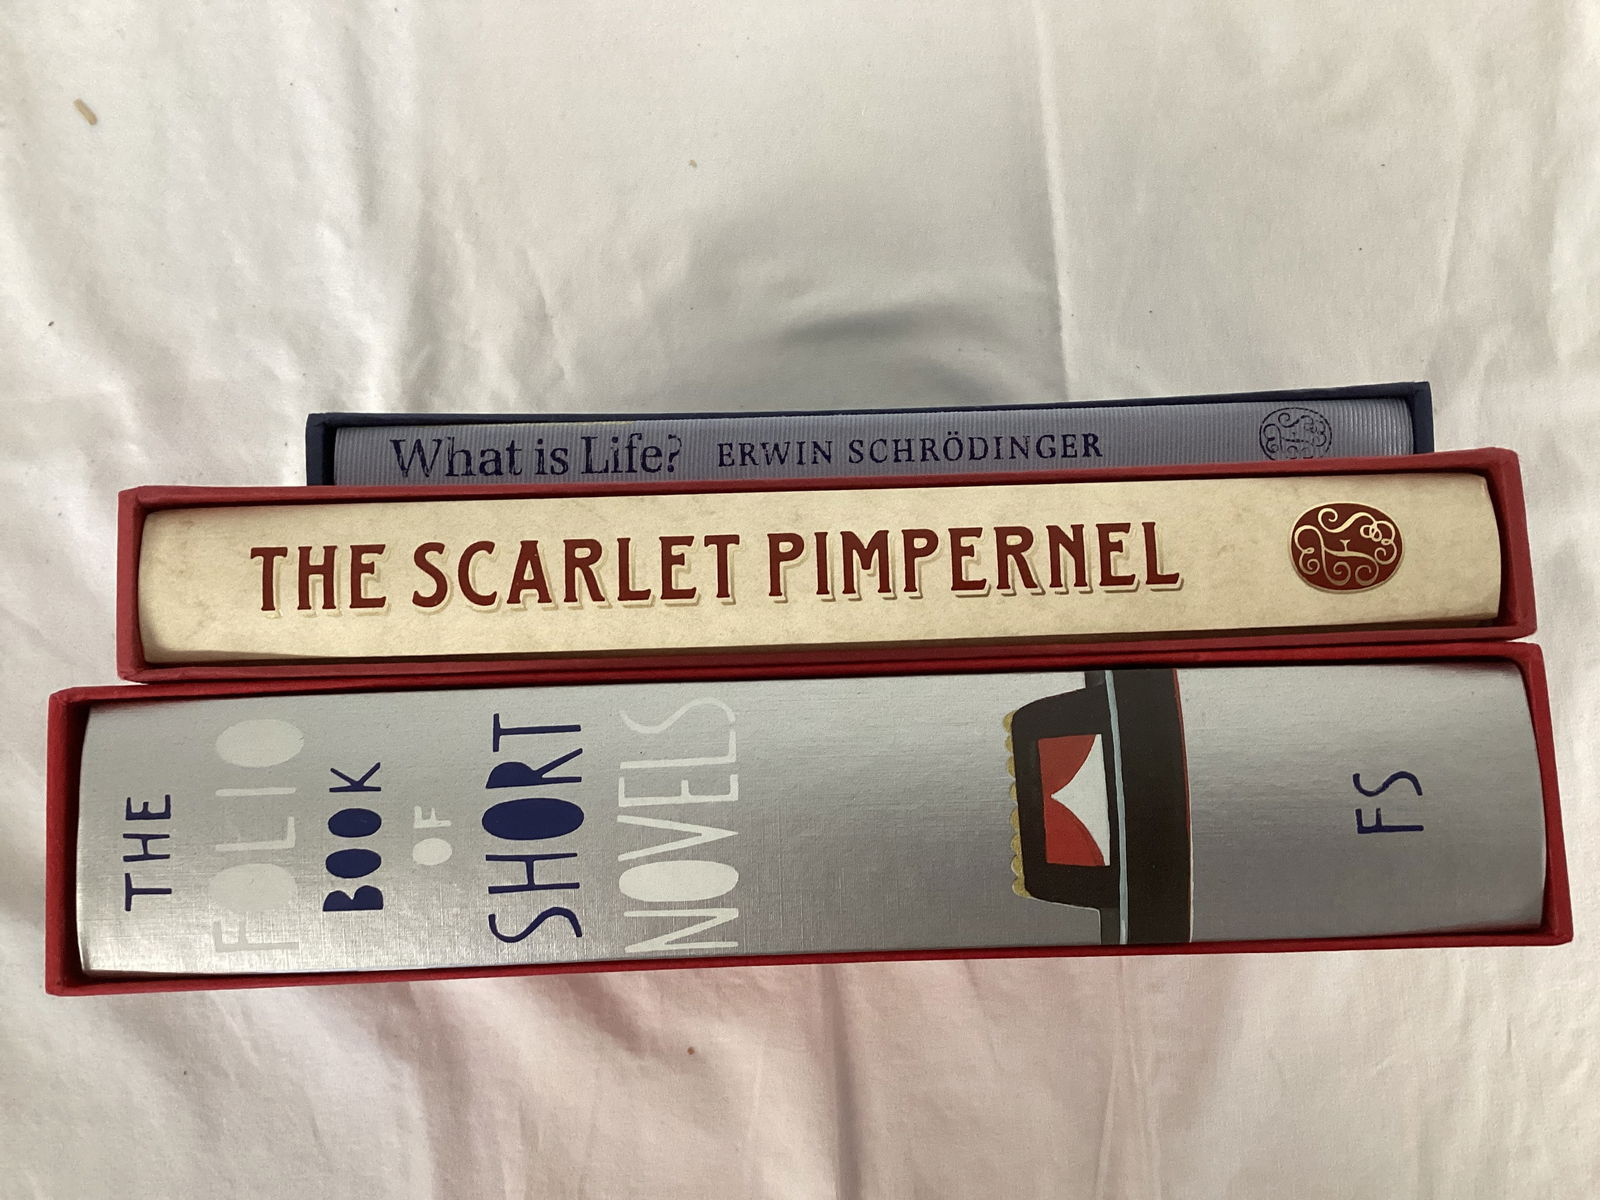 What is Life? ERWIN SCHRÖDINGER
THE SCARLET PIMPERNEL
THE
FOLIO
BOOK
OF
SHORT
NOVELS
FS